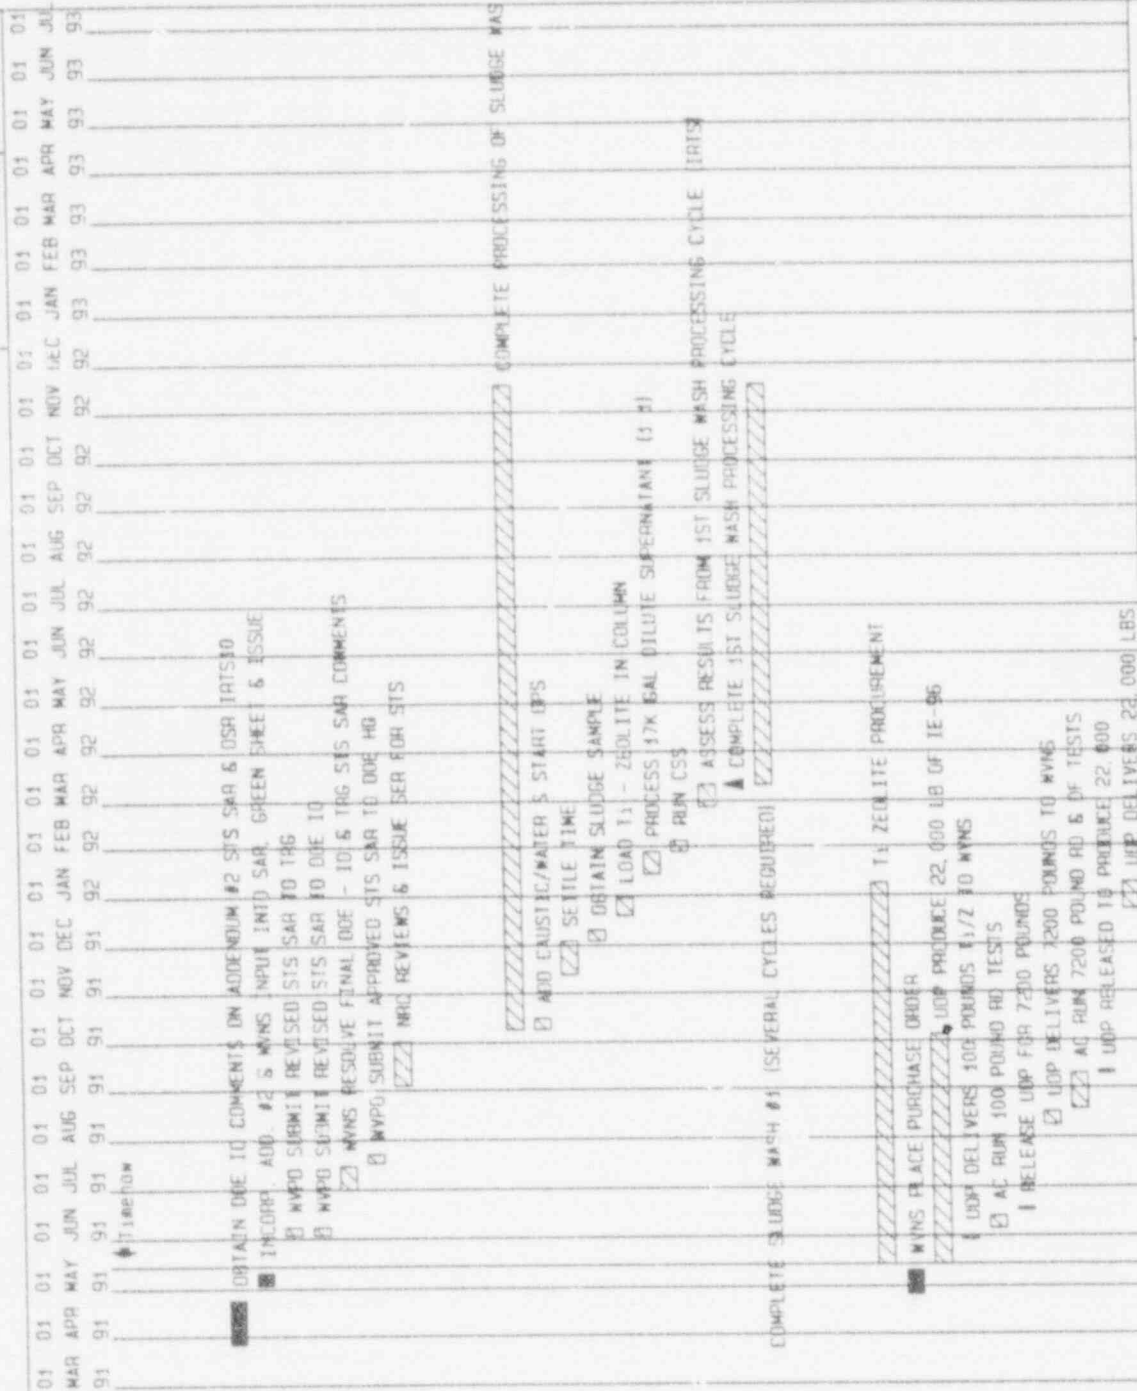 01 01 01 01 01 01 01 01 01 01 01 01 01 01 01 01 01 01 01 01 01 01 01 01 01 01 01 01 01
MAR APR MAY JUN JUL AUG SEP OCT NOV DEC JAN FEB MAR APR MAY JUN JUL AUG SEP OCT NOV DEC JAN FEB MAR APR MAY JUN JUL
91 91 91 91 91 91 91 91 91 92 92 92 92 92 92 92 92 92 92 92 92 93 93 93 93 93 93 93
Timenow
OBTAIN DOE ID COMMENTS ON ADDENDUM #2 STS SAR & OSR IRTS10
INCORP. ADD. #2 & WVNS INPUT INTO SAR, GREEN SHEET & ISSUE
WVPO SUBMIT REVISED STS SAR TO TRG
WVPO SUBMIT REVISED STS SAR TO DOE ID
WVNS RESOLVE FINAL DOE - ID & TRG STS SAR COMMENTS
WVPO SUBMIT APPROVED STS SAR TO DOE HQ
NRC REVIEWS & ISSUE SER FOR STS
COMPLETE PROCESSING OF SLUDGE WAS
ADD CAUSTIC/WATER & START OPS
SETTLE TIME
OBTAIN SLUDGE SAMPLE
LOAD Ti - ZEOLITE IN COLUMN
PROCESS 17K GAL DILUTE SUPERNATANT
RUN CSS
ASSESS RESULTS FROM 1ST SLUDGE WASH PROCESSING CYCLE (IRTS)
COMPLETE 1ST SLUDGE WASH PROCESSING CYCLE
COMPLETE SLUDGE WASH #1 (SEVERAL CYCLES REQUIRED)
Ti ZEOLITE PROCUREMENT
WVNS PLACE PURCHASE ORDER
UOP PRODUCE 22,000 LB OF IE-96
UOP DELIVERS 100 POUNDS Ti/Z TO WVNS
AC RUN 100 POUND RD TESTS
RELEASE UOP FOR 7200 POUNDS
UOP DELIVERS 7200 POUNDS TO WVNS
AC RUN 7200 POUND RD & DF TESTS
UOP RELEASED TO PRODUCE 22,000
UOP DELIVERS 22,000 LBS